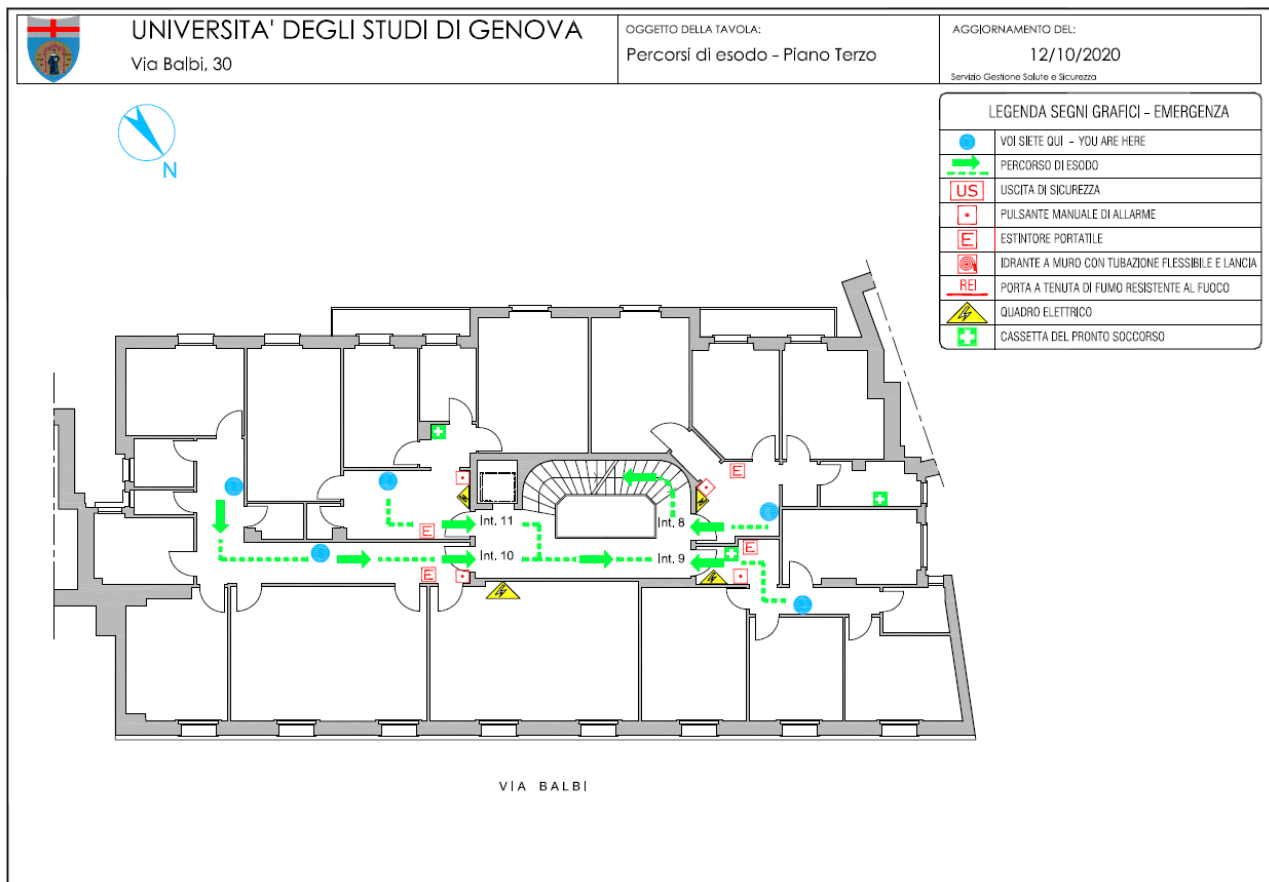 UNIVERSITA' DEGLI STUDI DI GENOVA
Via Balbi, 30
OGGETTO DELLA TAVOLA:
Percorsi di esodo - Piano Terzo
AGGIORNAMENTO DEL:
12/10/2020
Servizio Gestione Salute e Sicurezza
N
LEGENDA SEGNI GRAFICI - EMERGENZA
VOI SIETE QUI - YOU ARE HERE
PERCORSO DI ESODO
US USCITA DI SICUREZZA
PULSANTE MANUALE DI ALLARME
E ESTINTORE PORTATILE
IDRANTE A MURO CON TUBAZIONE FLESSIBILE E LANCIA
REI PORTA A TENUTA DI FUMO RESISTENTE AL FUOCO
QUADRO ELETTRICO
CASSETTA DEL PRONTO SOCCORSO
E
Int. 11
Int. 8
E
Int. 10
Int. 9
E
E
VIA BALBI